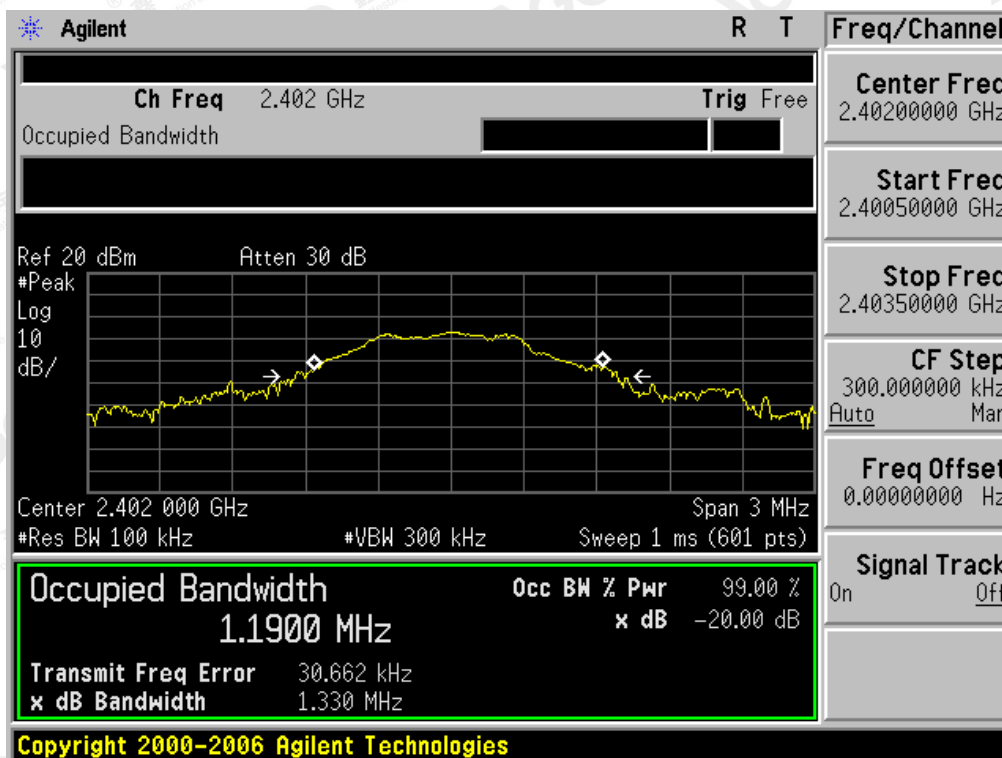 Agilent R T
Ch Freq 2.402 GHz Trig Free
Occupied Bandwidth
Ref 20 dBm Atten 30 dB
#Peak
Log
10
dB/
Center 2.402 000 GHz Span 3 MHz
#Res BW 100 kHz #VBW 300 kHz Sweep 1 ms (601 pts)
Occupied Bandwidth Occ BW % Pwr 99.00 %
1.1900 MHz x dB -20.00 dB
Transmit Freq Error 30.662 kHz
x dB Bandwidth 1.330 MHz
Copyright 2000-2006 Agilent Technologies
Freq/Channel
Center Freq
2.40200000 GHz
Start Freq
2.40050000 GHz
Stop Freq
2.40350000 GHz
CF Step
300.000000 kHz
Auto Man
Freq Offset
0.00000000 Hz
Signal Track
On Off